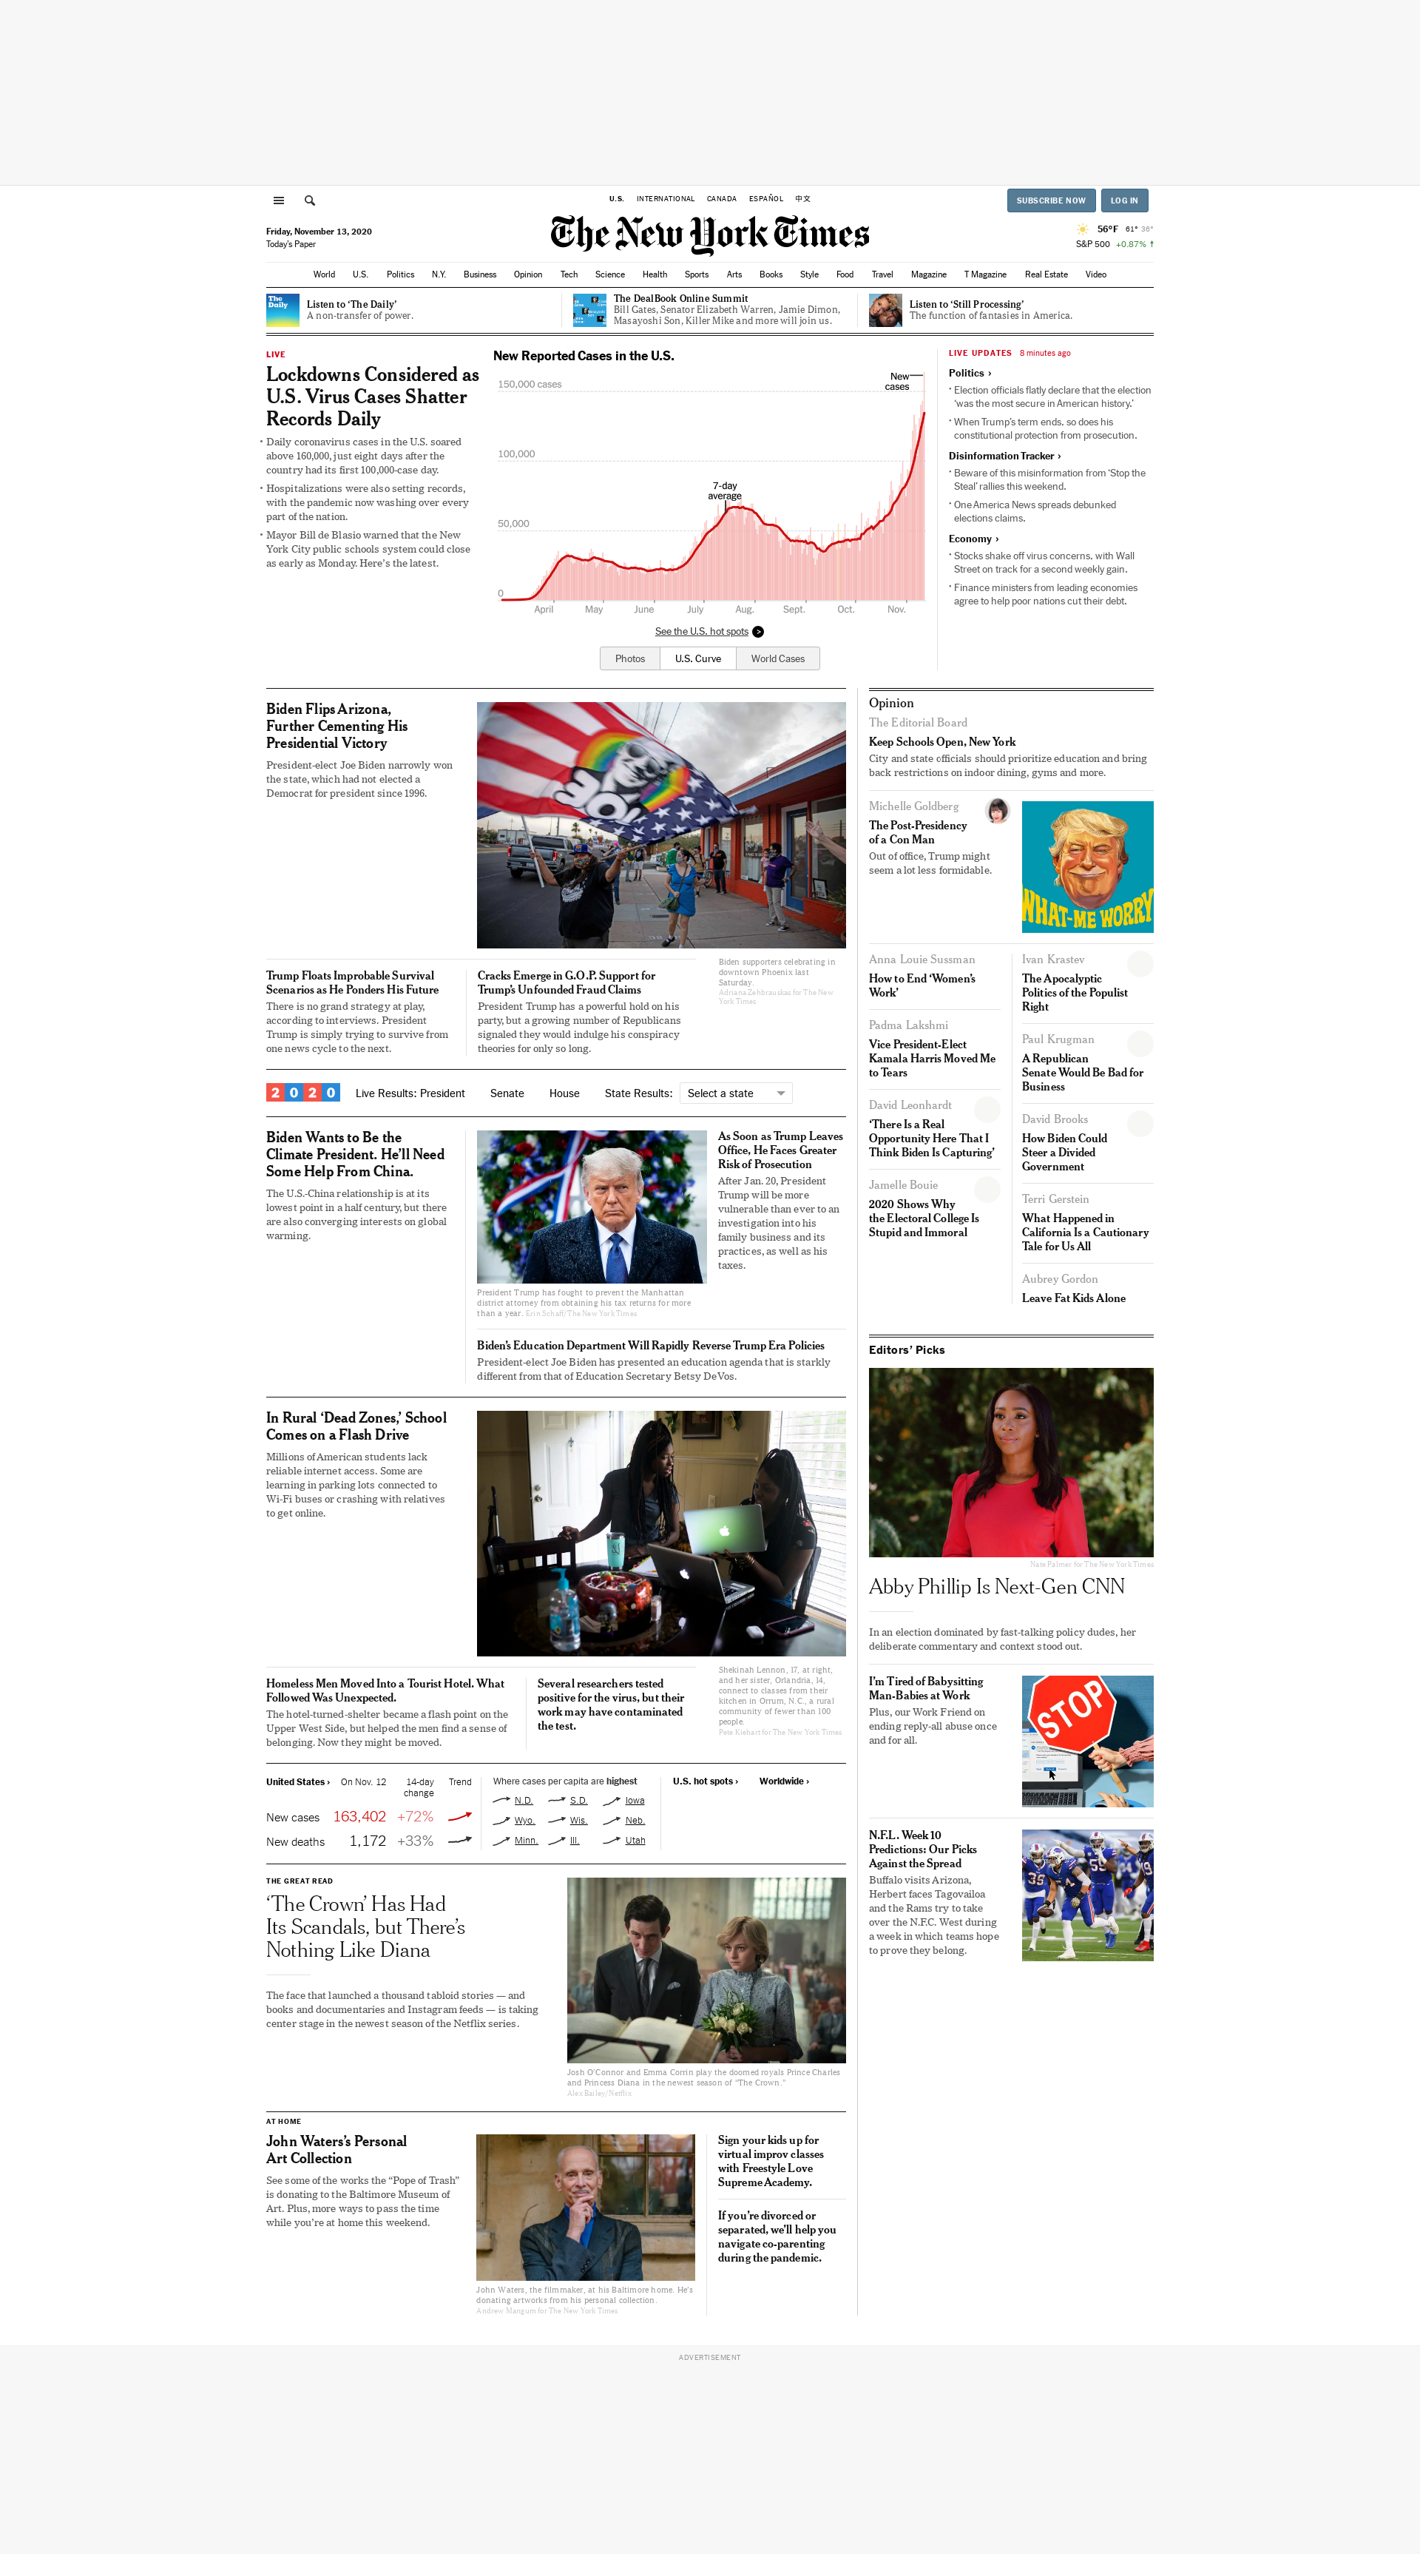 U.S. INTERNATIONAL CANADA ESPAÑOL 中文
SUBSCRIBE NOW LOG IN
Friday, November 13, 2020
Today's Paper
The New York Times
56°F 61° 36°
S&P 500 +0.87% ↑
World U.S. Politics N.Y. Business Opinion Tech Science Health Sports Arts Books Style Food Travel Magazine T Magazine Real Estate Video
The Daily
Listen to ‘The Daily’
A non-transfer of power.
The DealBook Online Summit
Bill Gates, Senator Elizabeth Warren, Jamie Dimon,
Masayoshi Son, Killer Mike and more will join us.
Listen to ‘Still Processing’
The function of fantasies in America.
LIVE
Lockdowns Considered as
U.S. Virus Cases Shatter
Records Daily
• Daily coronavirus cases in the U.S. soared
above 160,000, just eight days after the
country had its first 100,000-case day.
• Hospitalizations were also setting records,
with the pandemic now washing over every
part of the nation.
• Mayor Bill de Blasio warned that the New
York City public schools system could close
as early as Monday. Here's the latest.
New Reported Cases in the U.S.
New
cases
150,000 cases
100,000
7-day
average
50,000
0
April May June July Aug. Sept. Oct. Nov.
See the U.S. hot spots >
Photos U.S. Curve World Cases
LIVE UPDATES 8 minutes ago
Politics ›
• Election officials flatly declare that the election
‘was the most secure in American history.’
• When Trump's term ends, so does his
constitutional protection from prosecution.
Disinformation Tracker ›
• Beware of this misinformation from ‘Stop the
Steal’ rallies this weekend.
• One America News spreads debunked
elections claims.
Economy ›
• Stocks shake off virus concerns, with Wall
Street on track for a second weekly gain.
• Finance ministers from leading economies
agree to help poor nations cut their debt.
Biden Flips Arizona,
Further Cementing His
Presidential Victory
President-elect Joe Biden narrowly won
the state, which had not elected a
Democrat for president since 1996.
Biden supporters celebrating in
downtown Phoenix last
Saturday.
Adriana Zehbrauskas for The New
York Times
Trump Floats Improbable Survival
Scenarios as He Ponders His Future
There is no grand strategy at play,
according to interviews. President
Trump is simply trying to survive from
one news cycle to the next.
Cracks Emerge in G.O.P. Support for
Trump's Unfounded Fraud Claims
President Trump has a powerful hold on his
party, but a growing number of Republicans
signaled they would indulge his conspiracy
theories for only so long.
2020 Live Results: President Senate House State Results: Select a state
Biden Wants to Be the
Climate President. He'll Need
Some Help From China.
The U.S.-China relationship is at its
lowest point in a half century, but there
are also converging interests on global
warming.
President Trump has fought to prevent the Manhattan
district attorney from obtaining his tax returns for more
than a year. Erin Schaff/The New York Times
As Soon as Trump Leaves
Office, He Faces Greater
Risk of Prosecution
After Jan. 20, President
Trump will be more
vulnerable than ever to an
investigation into his
family business and its
practices, as well as his
taxes.
Biden's Education Department Will Rapidly Reverse Trump Era Policies
President-elect Joe Biden has presented an education agenda that is starkly
different from that of Education Secretary Betsy DeVos.
In Rural ‘Dead Zones,’ School
Comes on a Flash Drive
Millions of American students lack
reliable internet access. Some are
learning in parking lots connected to
Wi-Fi buses or crashing with relatives
to get online.
Shekinah Lennon, 17, at right,
and her sister, Orlandria, 14,
connect to classes from their
kitchen in Orrum, N.C., a rural
community of fewer than 100
people.
Pete Kiehart for The New York Times
Homeless Men Moved Into a Tourist Hotel. What
Followed Was Unexpected.
The hotel-turned-shelter became a flash point on the
Upper West Side, but helped the men find a sense of
belonging. Now they might be moved.
Several researchers tested
positive for the virus, but their
work may have contaminated
the test.
United States › On Nov. 12 14-day
change Trend
New cases 163,402 +72%
New deaths 1,172 +33%
Where cases per capita are highest
N.D. S.D. Iowa
Wyo. Wis. Neb.
Minn. Ill. Utah
U.S. hot spots › Worldwide ›
THE GREAT READ
‘The Crown’ Has Had
Its Scandals, but There's
Nothing Like Diana
The face that launched a thousand tabloid stories — and
books and documentaries and Instagram feeds — is taking
center stage in the newest season of the Netflix series.
Josh O'Connor and Emma Corrin play the doomed royals Prince Charles
and Princess Diana in the newest season of “The Crown.”
Alex Bailey/Netflix
AT HOME
John Waters's Personal
Art Collection
See some of the works the “Pope of Trash”
is donating to the Baltimore Museum of
Art. Plus, more ways to pass the time
while you're at home this weekend.
John Waters, the filmmaker, at his Baltimore home. He's
donating artworks from his personal collection.
Andrew Mangum for The New York Times
Sign your kids up for
virtual improv classes
with Freestyle Love
Supreme Academy.
If you're divorced or
separated, we'll help you
navigate co-parenting
during the pandemic.
Opinion
The Editorial Board
Keep Schools Open, New York
City and state officials should prioritize education and bring
back restrictions on indoor dining, gyms and more.
Michelle Goldberg
The Post-Presidency
of a Con Man
Out of office, Trump might
seem a lot less formidable.
WHAT-ME WORRY
Anna Louie Sussman
How to End ‘Women's
Work’
Padma Lakshmi
Vice President-Elect
Kamala Harris Moved Me
to Tears
David Leonhardt
‘There Is a Real
Opportunity Here That I
Think Biden Is Capturing’
Jamelle Bouie
2020 Shows Why
the Electoral College Is
Stupid and Immoral
Ivan Krastev
The Apocalyptic
Politics of the Populist
Right
Paul Krugman
A Republican
Senate Would Be Bad for
Business
David Brooks
How Biden Could
Steer a Divided
Government
Terri Gerstein
What Happened in
California Is a Cautionary
Tale for Us All
Aubrey Gordon
Leave Fat Kids Alone
Editors' Picks
Nate Palmer for The New York Times
Abby Phillip Is Next-Gen CNN
In an election dominated by fast-talking policy dudes, her
deliberate commentary and context stood out.
I'm Tired of Babysitting
Man-Babies at Work
Plus, our Work Friend on
ending reply-all abuse once
and for all.
STOP
N.F.L. Week 10
Predictions: Our Picks
Against the Spread
Buffalo visits Arizona,
Herbert faces Tagovailoa
and the Rams try to take
over the N.F.C. West during
a week in which teams hope
to prove they belong.
ADVERTISEMENT